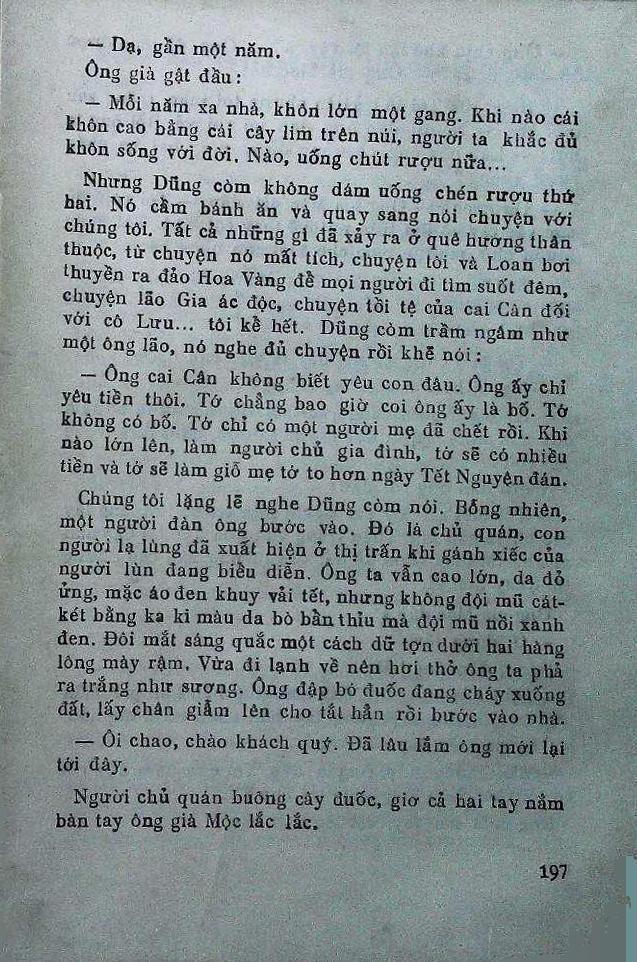 — Dạ, gần một năm.
Ông già gật đầu :
— Mỗi năm xa nhà, khôn lớn một gang. Khi nào cái
khôn cao bằng cái cây lim trên núi, người ta khắc đủ
khôn sống với đời. Nào, uống chút rượu nữa...
Nhưng Dũng còm không dám uống chén rượu thứ
hai. Nó cầm bánh ăn và quay sang nói chuyện với
chúng tôi. Tất cả những gì đã xảy ra ở quê hương thân
thuộc, từ chuyện nó mất tích, chuyện tôi và Loan bơi
thuyền ra đảo Hoa Vàng để mọi người đi tìm suốt đêm,
chuyện lão Gia ác độc, chuyện tồi tệ của cai Cân đối
với cô Lưu... tôi kể hết. Dũng còm trầm ngâm như
một ông lão, nó nghe đủ chuyện rồi khẽ nói :
— Ông cai Cân không biết yêu con đâu. Ông ấy chỉ
yêu tiền thôi. Tớ chẳng bao giờ coi ông ấy là bố. Tớ
không có bố. Tớ chỉ có một người mẹ đã chết rồi. Khi
nào lớn lên, làm người chủ gia đình, tớ sẽ có nhiều
tiền và tớ sẽ làm giỗ mẹ tớ to hơn ngày Tết Nguyên đán.
Chúng tôi lặng lẽ nghe Dũng còm nói. Bỗng nhiên,
một người đàn ông bước vào. Đó là chủ quán, con
người lạ lùng đã xuất hiện ở thị trấn khi gánh xiếc của
người lùn đang biểu diễn. Ông ta vẫn cao lớn, da đỏ
ửng, mặc áo đen khuy vải tết, nhưng không đội mũ cát-
két bằng ka ki màu da bò bẩn thỉu mà đội mũ nồi xanh
đen. Đôi mắt sáng quắc một cách dữ tợn dưới hai hàng
lông mày rậm. Vừa đi lạnh về nên hơi thở ông ta phả
ra trắng như sương. Ông đập bó đuốc đang cháy xuống
đất, lấy chân giẫm lên cho tắt hẳn rồi bước vào nhà.
— Ôi chao, chào khách quý. Đã lâu lắm ông mới lại
tới đây.
Người chủ quán buông cây đuốc, giơ cả hai tay nắm
bàn tay ông già Mộc lắc lắc.
197